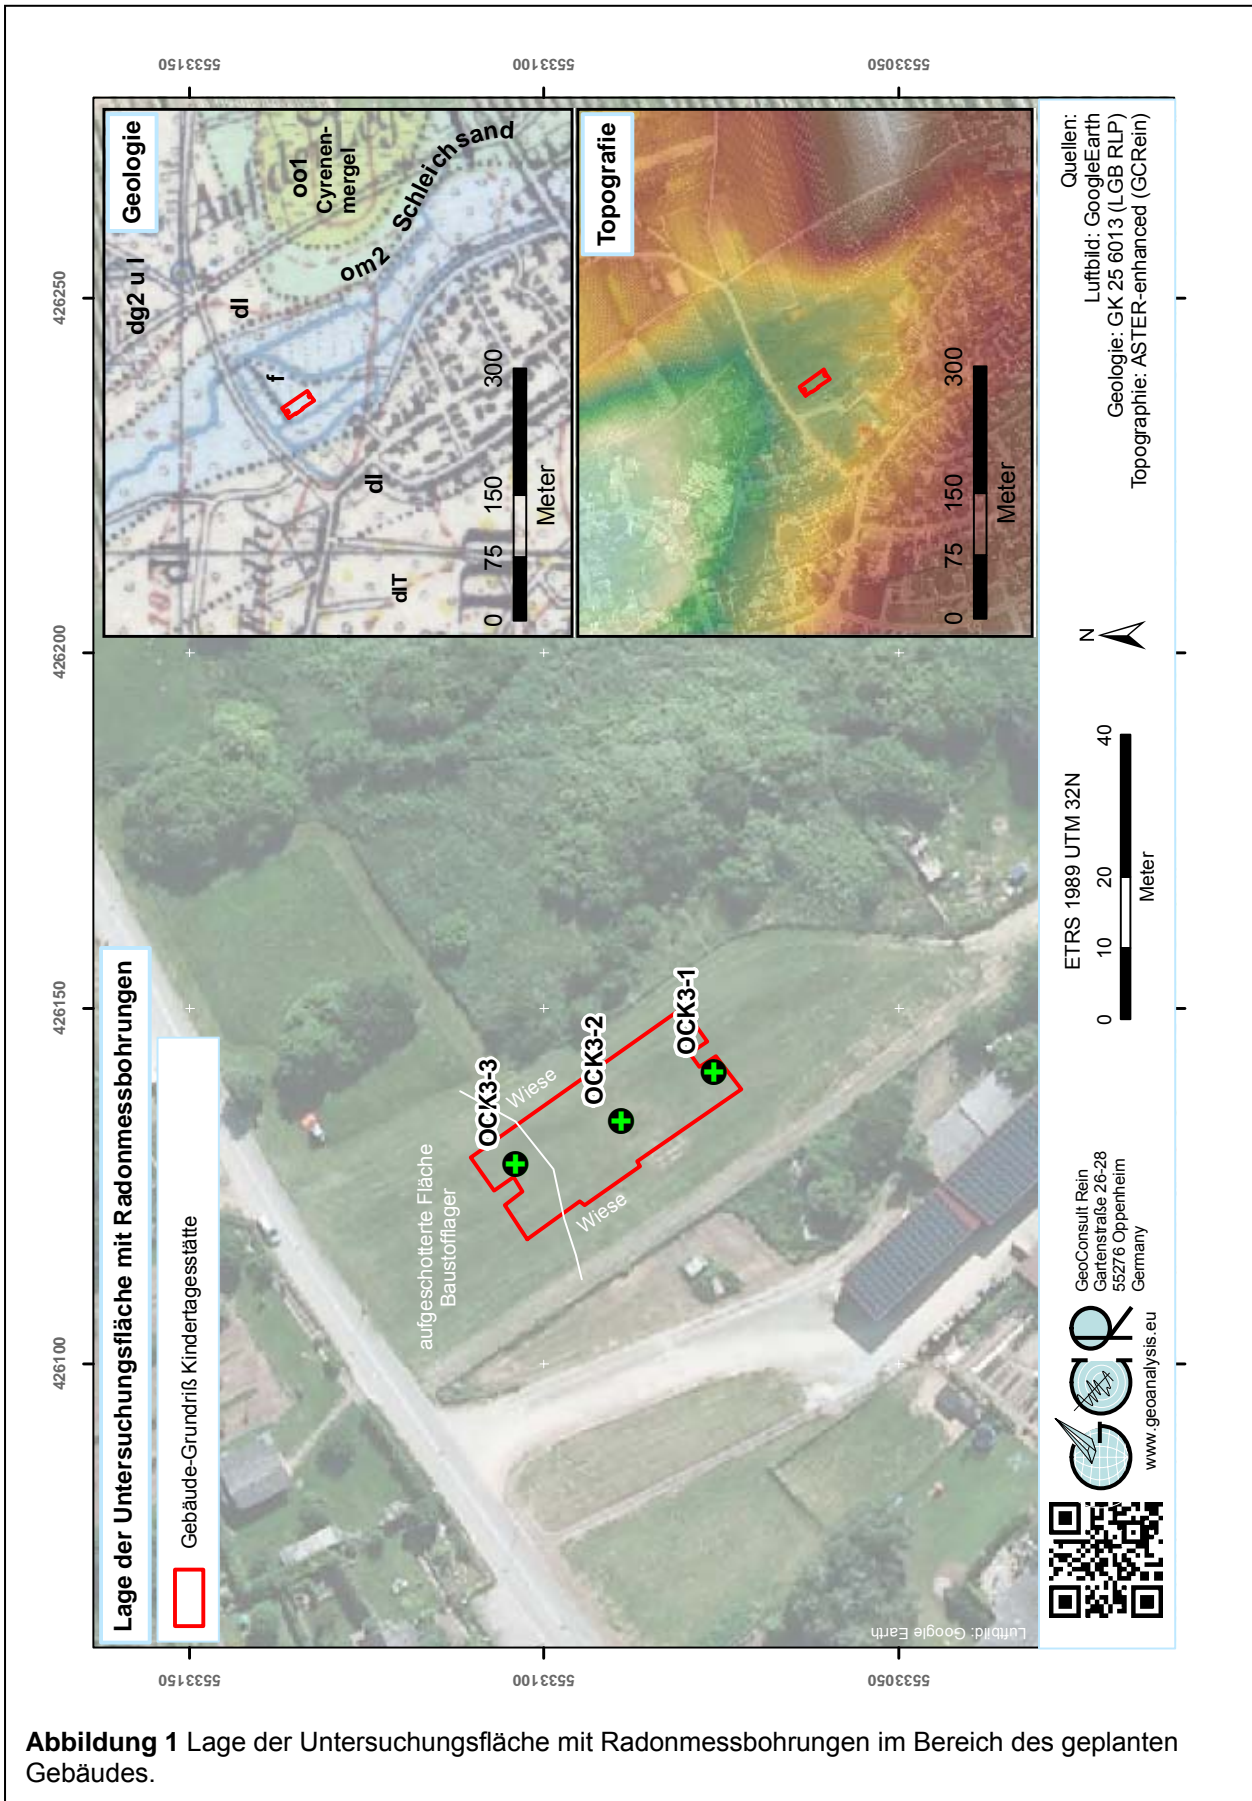 Lage der Untersuchungsfläche mit Radonmessbohrungen
Gebäude-Grundriß Kindertagesstätte
426100
426150
426200
426250
5533150
5533100
5533050
5533150
5533100
5533050
OCK3-3
OCK3-2
OCK3-1
Wiese
Wiese
aufgeschotterte Fläche
Baustofflager
Luftbild: Google Earth
Geologie
dg2 u l
dl
f
oo1
Cyrenen-
mergel
om2 Schleichsand
dl
dlT
0 75 150 300
Meter
Topografie
0 75 150 300
Meter
www.geoanalysis.eu
GeoConsult Rein
Gartenstraße 26-28
55276 Oppenheim
Germany
ETRS 1989 UTM 32N
0 10 20 40
Meter
N
Quellen:
Luftbild: GoogleEarth
Geologie: GK 25 6013 (LGB RLP)
Topographie: ASTER-enhanced (GCRein)
Abbildung 1 Lage der Untersuchungsfläche mit Radonmessbohrungen im Bereich des geplanten
Gebäudes.